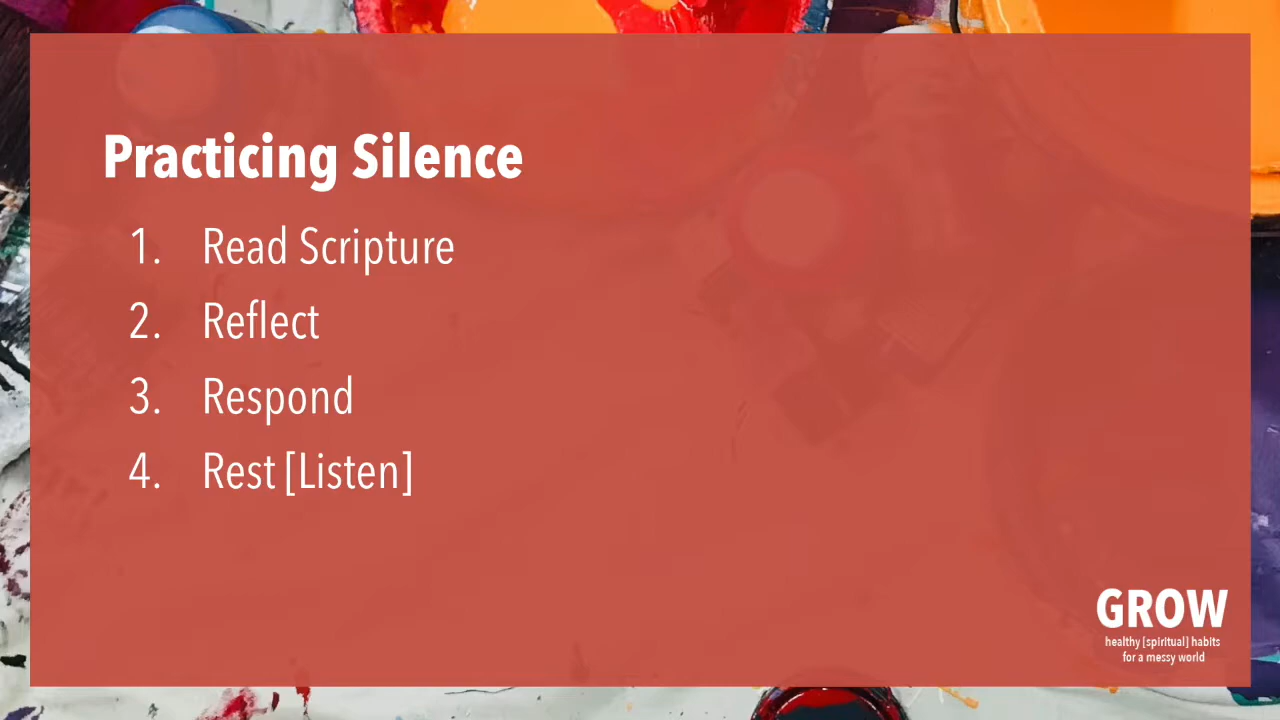 Practicing Silence
1. Read Scripture
2. Reflect
3. Respond
4. Rest [Listen]
GROW
healthy [spiritual] habits
for a messy world